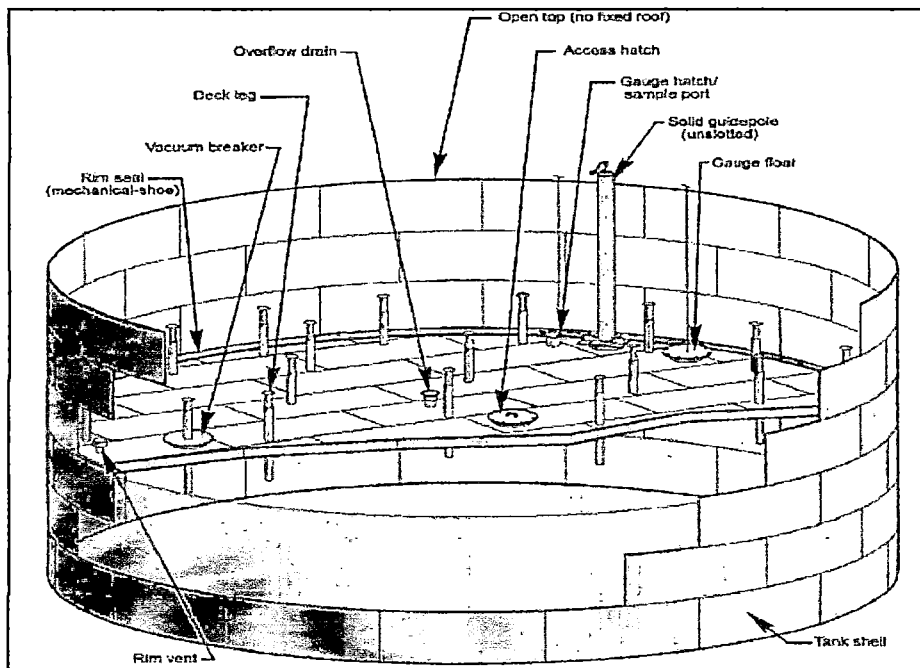 Open top (no fixed roof)
Overflow drain
Access hatch
Gauge hatch/
sample port
Deck leg
Solid guidepole
(unslotted)
Vacuum breaker
Gauge float
Rim seal
(mechanical-shoe)
Tank shell
Rim vent